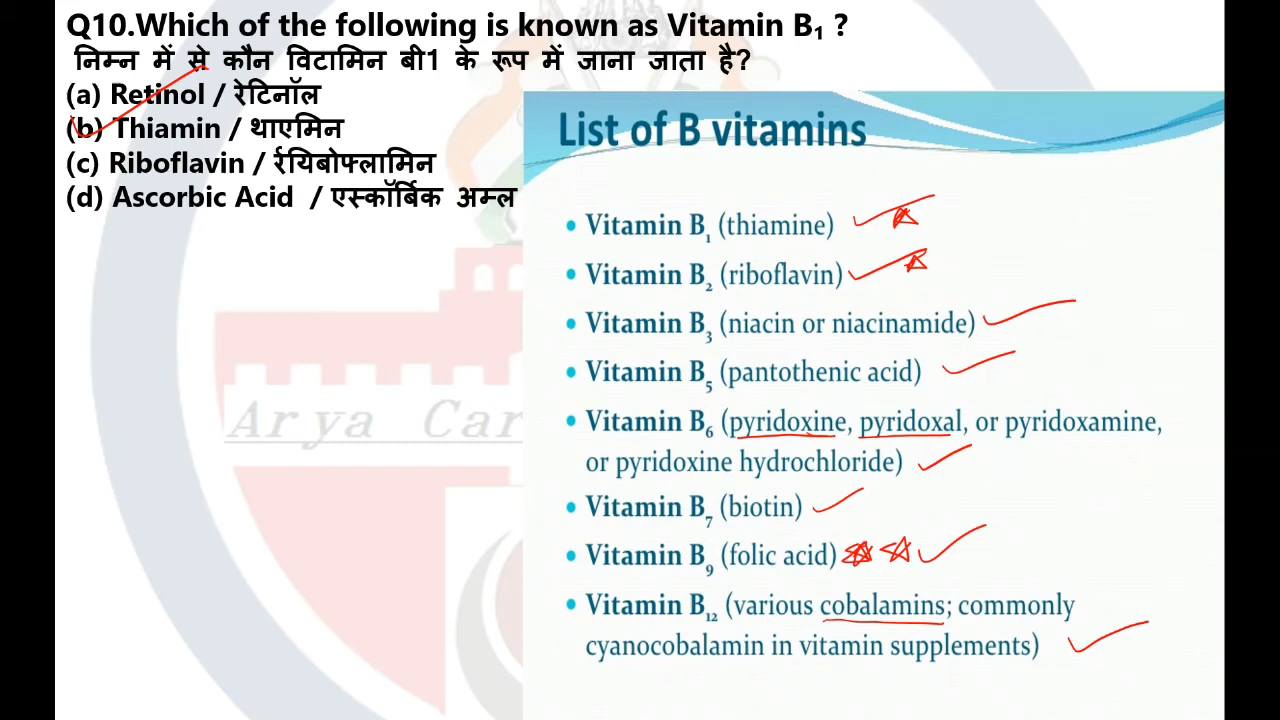 Q10.Which of the following is known as Vitamin B₁ ?
निम्न में से कौन विटामिन बी1 के रूप में जाना जाता है?
(a) Retinol / रेटिनॉल
(b) Thiamin / थाएमिन
(c) Riboflavin / र्रयिबोफ्लामिन
(d) Ascorbic Acid / एस्कॉर्बिक अम्ल
List of B vitamins
• Vitamin B₁ (thiamine)
• Vitamin B₂ (riboflavin)
• Vitamin B₃ (niacin or niacinamide)
• Vitamin B₅ (pantothenic acid)
• Vitamin B₆ (pyridoxine, pyridoxal, or pyridoxamine,
or pyridoxine hydrochloride)
• Vitamin B₇ (biotin)
• Vitamin B₉ (folic acid)
• Vitamin B₁₂ (various cobalamins; commonly
cyanocobalamin in vitamin supplements)
Arya Car